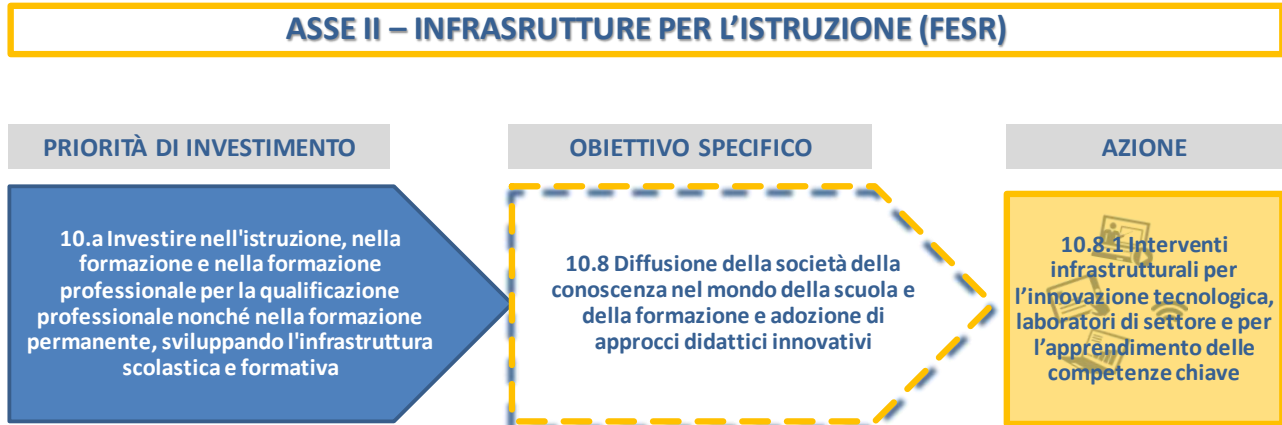 ASSE II – INFRASRUTTURE PER L’ISTRUZIONE (FESR)
PRIORITÀ DI INVESTIMENTO
OBIETTIVO SPECIFICO
AZIONE
10.a Investire nell'istruzione, nella
formazione e nella formazione
professionale per la qualificazione
professionale nonché nella formazione
permanente, sviluppando l'infrastruttura
scolastica e formativa
10.8 Diffusione della società della
conoscenza nel mondo della scuola e
della formazione e adozione di
approcci didattici innovativi
10.8.1 Interventi
infrastrutturali per
l’innovazione tecnologica,
laboratori di settore e per
l’apprendimento delle
competenze chiave